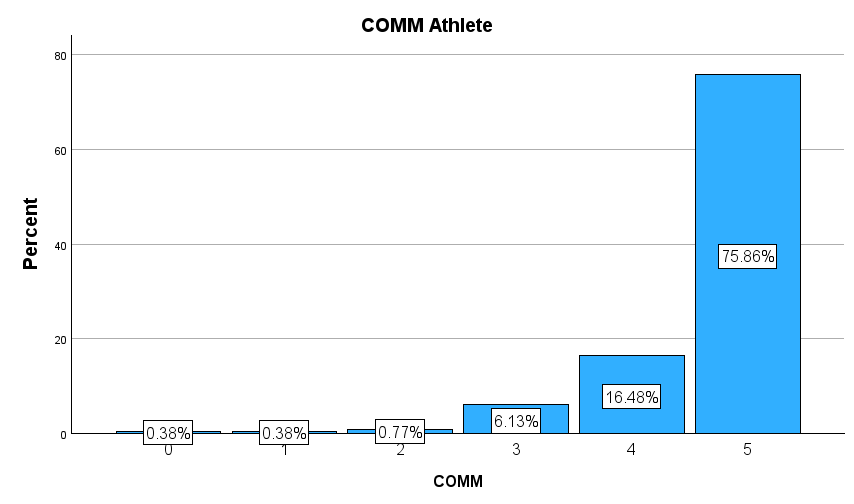 COMM Athlete
Percent
80
60
40
20
0
0.38%
0.38%
0.77%
6.13%
16.48%
75.86%
0 1 2 3 4 5
COMM